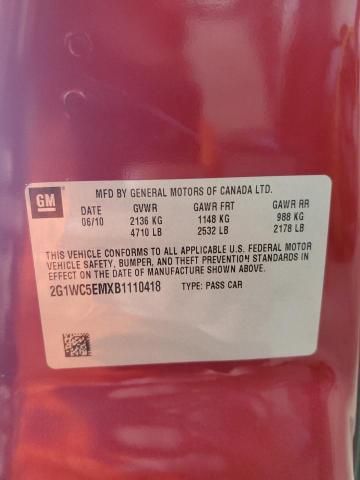 GM
MFD BY GENERAL MOTORS OF CANADA LTD.
DATE GVWR GAWR FRT GAWR RR
06/10 2136 KG 1148 KG 988 KG
4710 LB 2532 LB 2178 LB
THIS VEHICLE CONFORMS TO ALL APPLICABLE U.S. FEDERAL MOTOR
VEHICLE SAFETY, BUMPER, AND THEFT PREVENTION STANDARDS
IN EFFECT ON THE DATE OF MANUFACTURE SHOWN ABOVE.
2G1WC5EMXB1110418 TYPE: PASS CAR